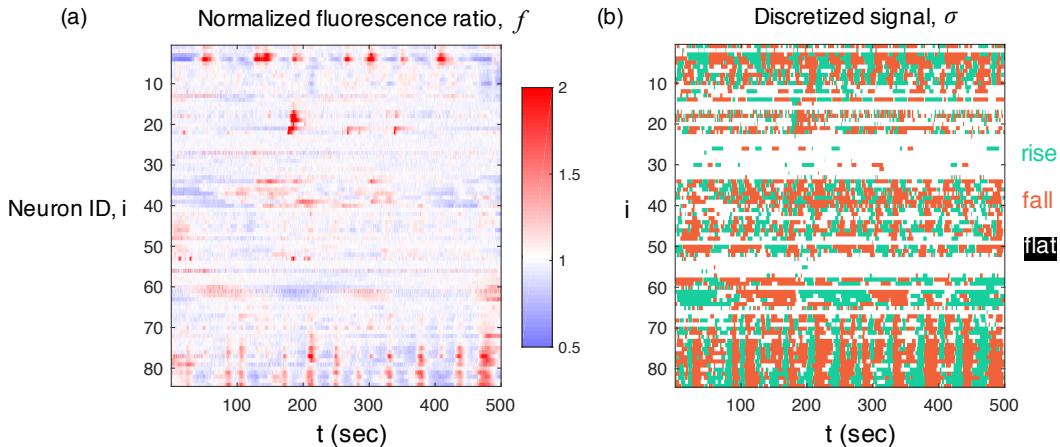 (a) Normalized fluorescence ratio, f
10
20
30
40
50
60
70
80
Neuron ID, i
100 200 300 400 500
t (sec)
2
1.5
1
0.5
(b) Discretized signal, σ
10
20
30
40
50
60
70
80
i
100 200 300 400 500
t (sec)
rise
fall
flat